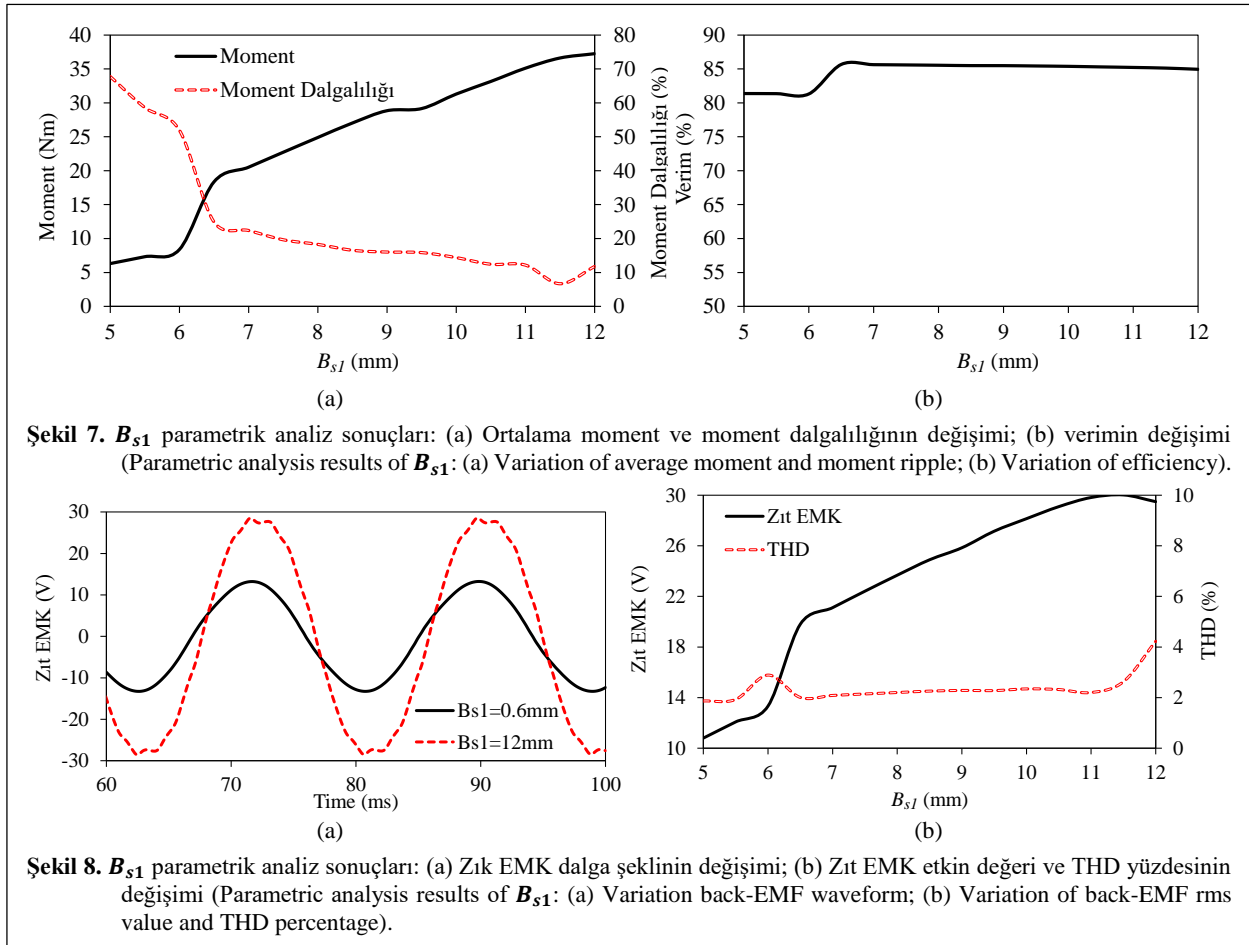 40
35
30
25
20
15
10
5
0
Moment (Nm)
Moment
Moment Dalgalılığı
80
70
60
50
40
30
20
10
0
Moment Dalgalılığı (%)
5 6 7 8 9 10 11 12
Bs1 (mm)
(a)
90
85
80
75
70
65
60
55
50
Verim (%)
5 6 7 8 9 10 11 12
Bs1 (mm)
(b)
Şekil 7. Bs1 parametrik analiz sonuçları: (a) Ortalama moment ve moment dalgalılığının değişimi; (b) verimin değişimi
(Parametric analysis results of Bs1: (a) Variation of average moment and moment ripple; (b) Variation of efficiency).
30
20
10
0
-10
-20
-30
Zıt EMK (V)
Bs1=0.6mm
Bs1=12mm
60 70 80 90 100
Time (ms)
(a)
30
26
22
18
14
10
Zıt EMK (V)
Zıt EMK
THD
10
8
6
4
2
0
THD (%)
5 6 7 8 9 10 11 12
Bs1 (mm)
(b)
Şekil 8. Bs1 parametrik analiz sonuçları: (a) Zık EMK dalga şeklinin değişimi; (b) Zıt EMK etkin değeri ve THD yüzdesinin
değişimi (Parametric analysis results of Bs1: (a) Variation back-EMF waveform; (b) Variation of back-EMF rms
value and THD percentage).